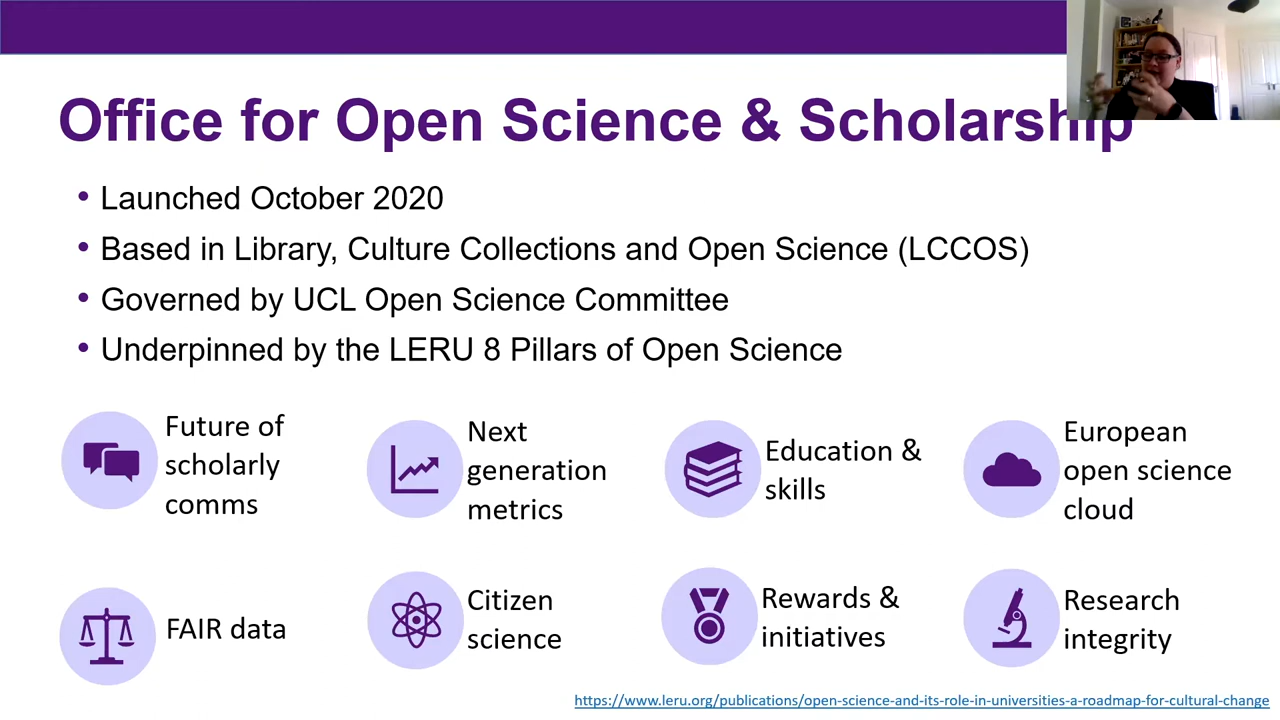 Office for Open Science & Scholarship
• Launched October 2020
• Based in Library, Culture Collections and Open Science (LCCOS)
• Governed by UCL Open Science Committee
• Underpinned by the LERU 8 Pillars of Open Science
Future of
scholarly
comms
Next
generation
metrics
Education &
skills
European
open science
cloud
FAIR data
Citizen
science
Rewards &
initiatives
Research
integrity
https://www.leru.org/publications/open-science-and-its-role-in-universities-a-roadmap-for-cultural-change